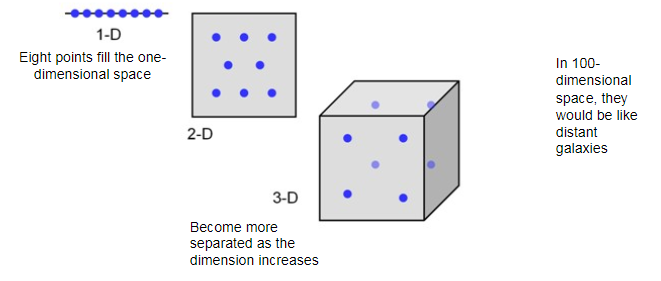 1-D
Eight points fill the one-
dimensional space
2-D
3-D
Become more
separated as the
dimension increases
In 100-
dimensional
space, they
would be like
distant
galaxies